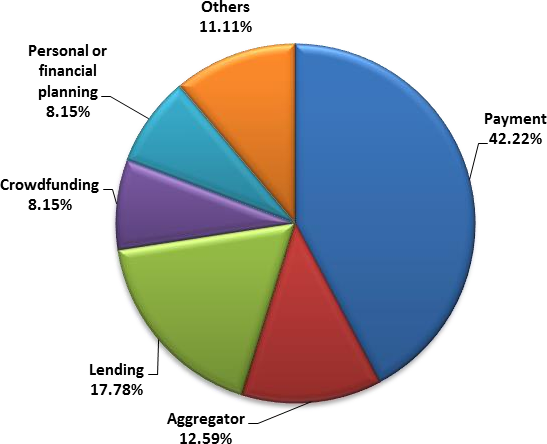 Others
11.11%
Personal or
financial
planning
8.15%
Payment
42.22%
Crowdfunding
8.15%
Lending
17.78%
Aggregator
12.59%